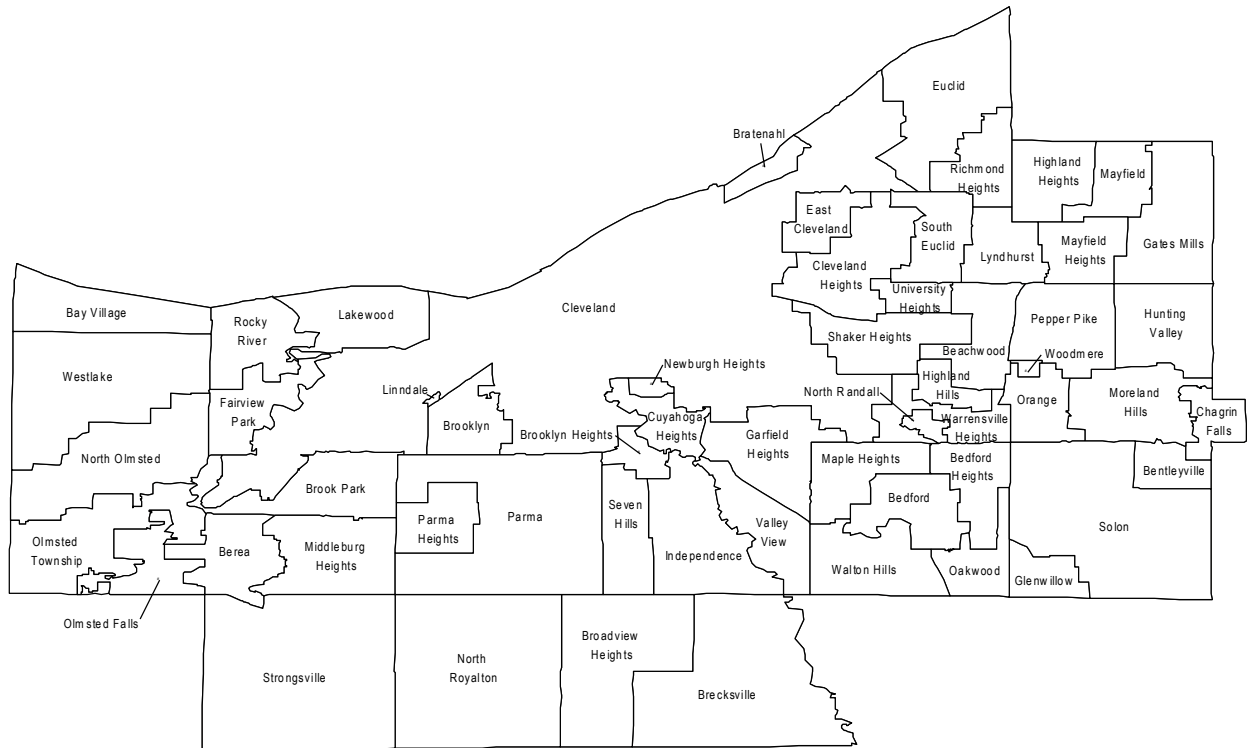 Euclid
Bratenahl
Richmond
Heights
Highland
Heights
Mayfield
East
Cleveland
South
Euclid
Lyndhurst
Mayfield
Heights
Gates Mills
Cleveland
Heights
University
Heights
Bay Village
Rocky
River
Lakewood
Cleveland
Shaker Heights
Beachwood
Pepper Pike
Hunting
Valley
Woodmere
Westlake
Newburgh Heights
Highland
Hills
North Randall
Linndale
Fairview
Park
Brooklyn
Brooklyn Heights
Cuyahoga
Heights
Garfield
Heights
Warrensville
Heights
Orange
Moreland
Hills
Chagrin
Falls
North Olmsted
Maple Heights
Bedford
Heights
Bentleyville
Brook Park
Bedford
Parma
Heights
Parma
Seven
Hills
Valley
View
Solon
Olmsted
Township
Berea
Middleburg
Heights
Independence
Walton Hills
Oakwood
Glenwillow
Olmsted Falls
Strongsville
North
Royalton
Broadview
Heights
Brecksville